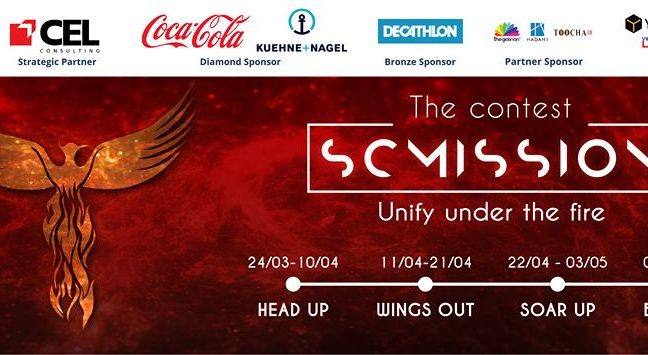 CEL
CONSULTING
Strategic Partner
Coca-Cola
KUEHNE+NAGEL
Diamond Sponsor
DECATHLON
Bronze Sponsor
HADAHI
TOOCHA
Partner Sponsor
The contest
SCMISSION
Unify under the fire
24/03-10/04
11/04-21/04
22/04 - 03/05
HEAD UP
WINGS OUT
SOAR UP